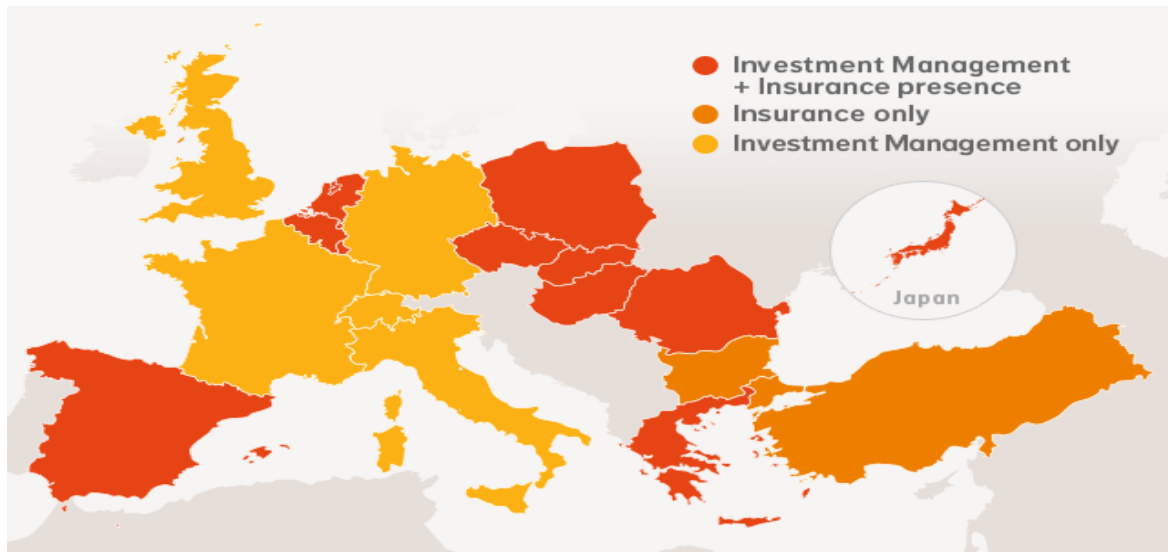 Investment Management
+ Insurance presence
Insurance only
Investment Management only
Japan